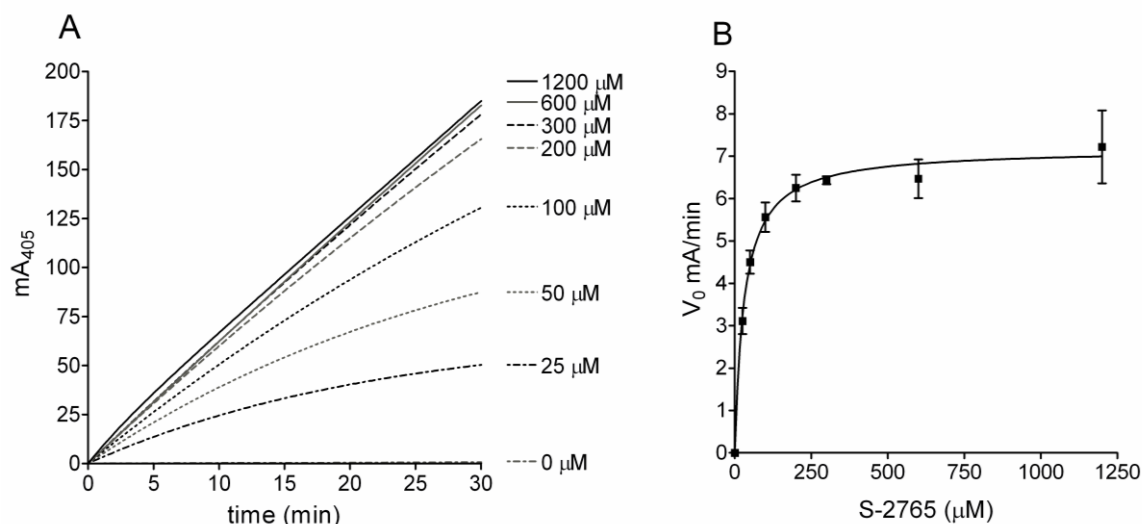 A
200
175
150
125
100
75
50
25
0
mA405
0 5 10 15 20 25 30
time (min)
1200 µM
600 µM
300 µM
200 µM
100 µM
50 µM
25 µM
0 µM
B
9
8
7
6
5
4
3
2
1
0
V0 mA/min
0 250 500 750 1000 1250
S-2765 (µM)